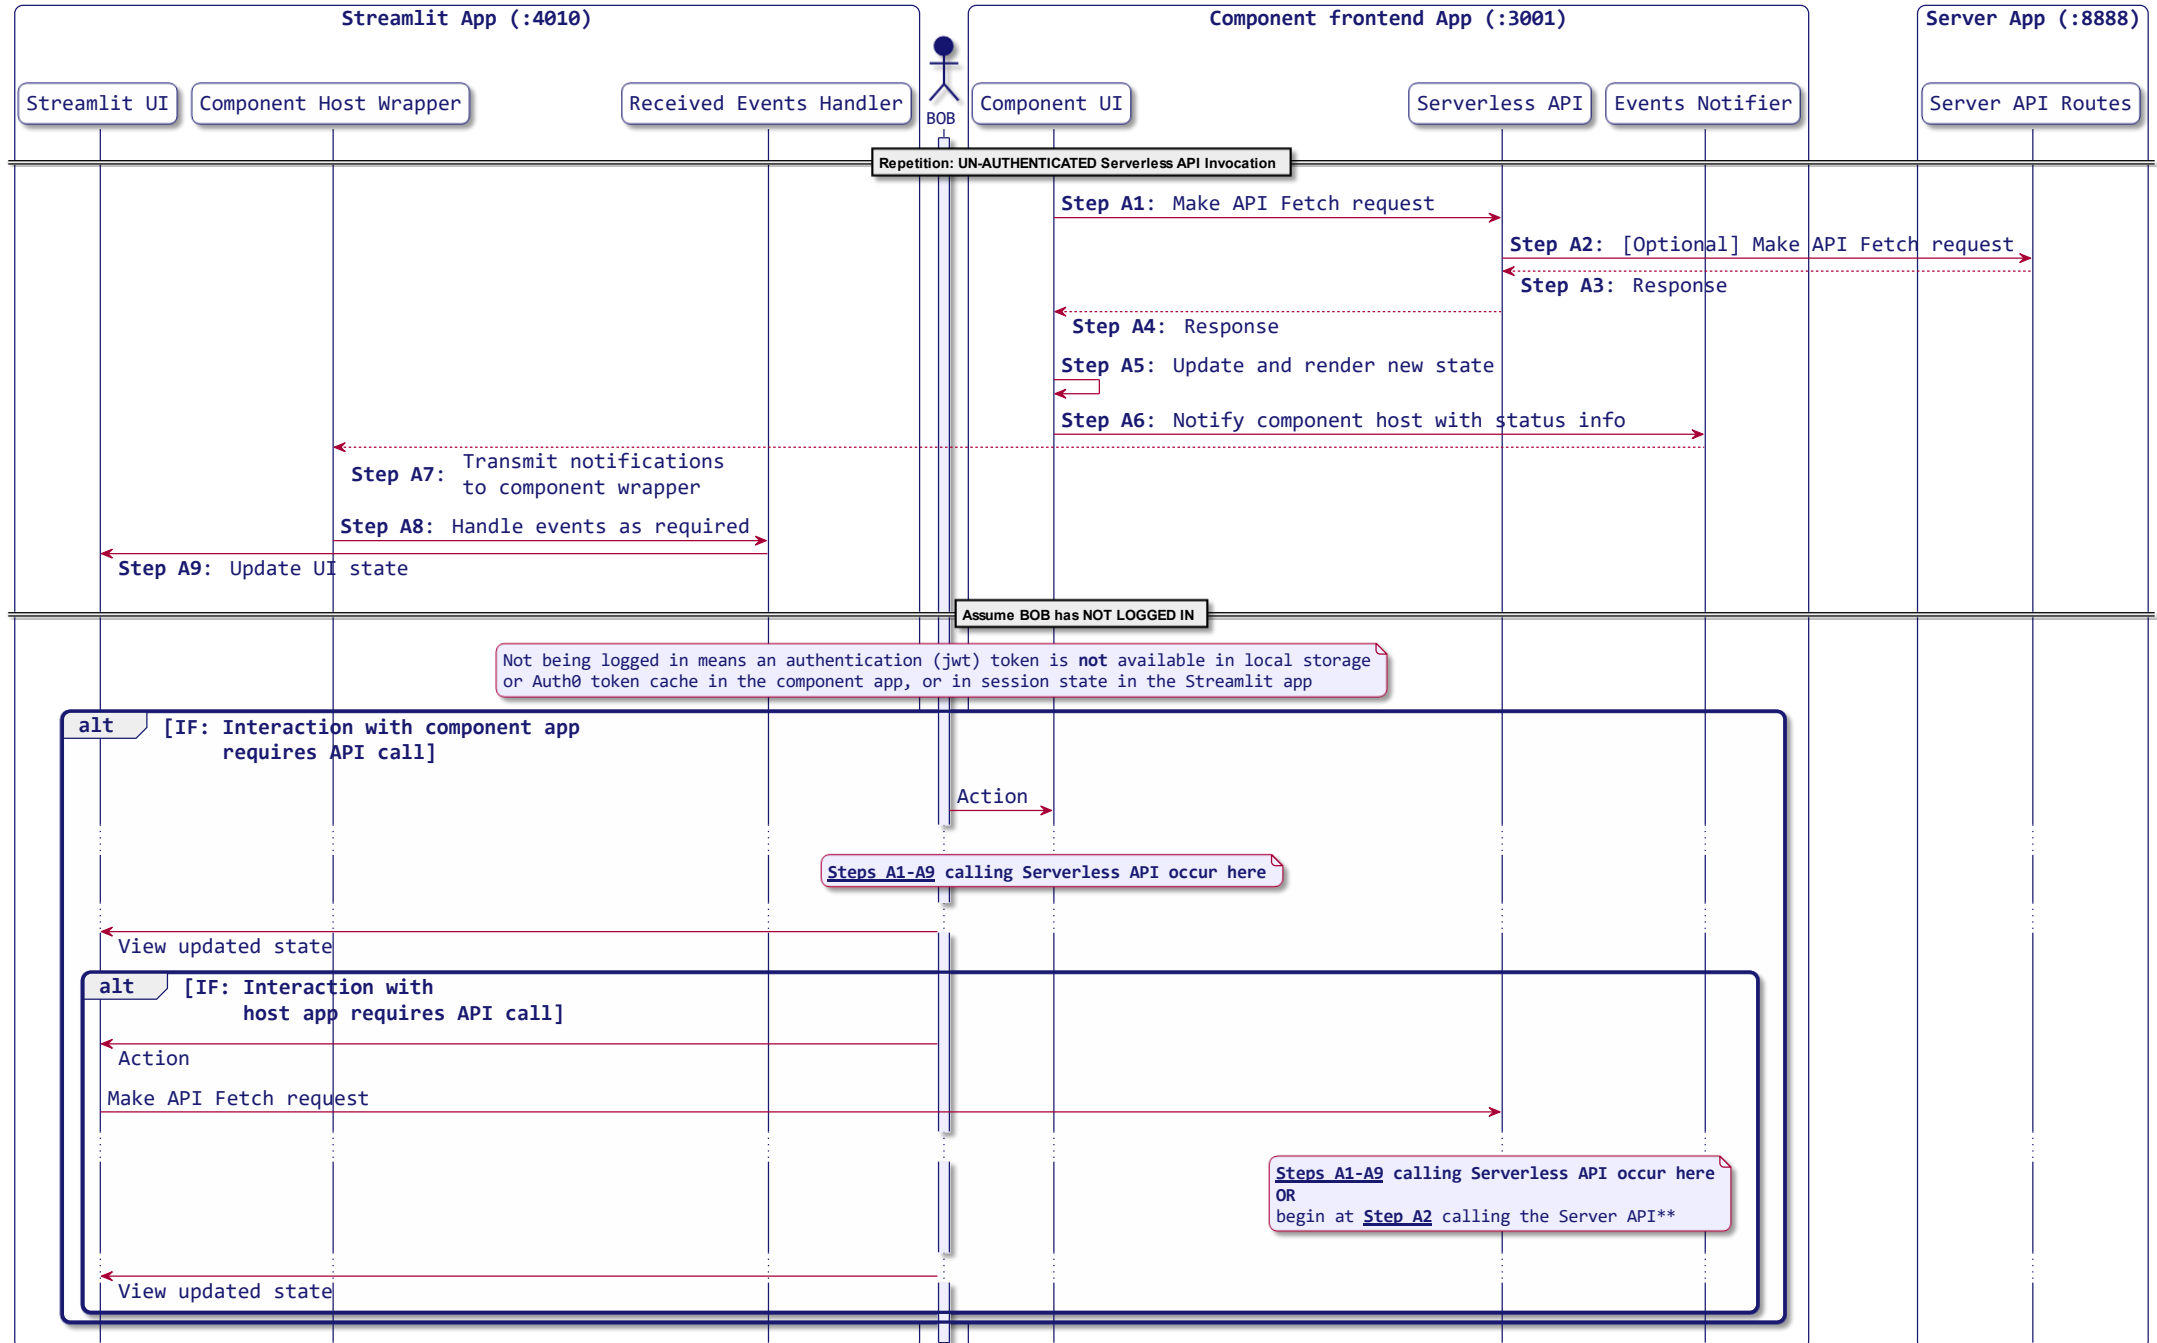 Streamlit App (:4010)
Component frontend App (:3001)
Server App (:8888)
Streamlit UI
Component Host Wrapper
Received Events Handler
BOB
Component UI
Serverless API
Events Notifier
Server API Routes
Repetition: UN-AUTHENTICATED Serverless API Invocation
Step A1: Make API Fetch request
Step A2: [Optional] Make API Fetch request
Step A3: Response
Step A4: Response
Step A5: Update and render new state
Step A6: Notify component host with status info
Step A7: Transmit notifications
to component wrapper
Step A8: Handle events as required
Step A9: Update UI state
Assume BOB has NOT LOGGED IN
Not being logged in means an authentication (jwt) token is not available in local storage
or Auth0 token cache in the component app, or in session state in the Streamlit app
alt [IF: Interaction with component app
requires API call]
Action
Steps A1-A9 calling Serverless API occur here
View updated state
alt [IF: Interaction with
host app requires API call]
Action
Make API Fetch request
Steps A1-A9 calling Serverless API occur here
OR
begin at Step A2 calling the Server API**
View updated state